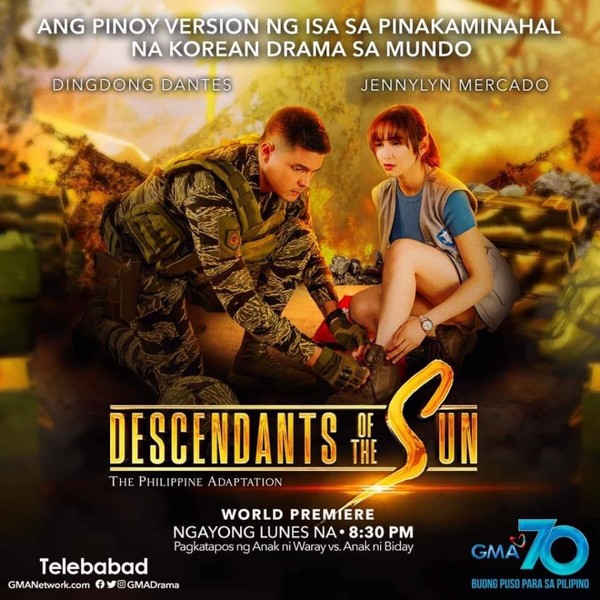 ANG PINOY VERSION NG ISA SA PINAKAMINAHAL
NA KOREAN DRAMA SA MUNDO
DINGDONG DANTES
JENNYLYN MERCADO
DESCENDANTS OF THE SUN
THE PHILIPPINE ADAPTATION
WORLD PREMIERE
NGAYONG LUNES NA • 8:30 PM
Pagkatapos ng Anak ni Waray vs. Anak ni Biday
Telebabad
GMANetwork.com GMADrama
GMA 70
BUONG PUSO PARA SA PILIPINO